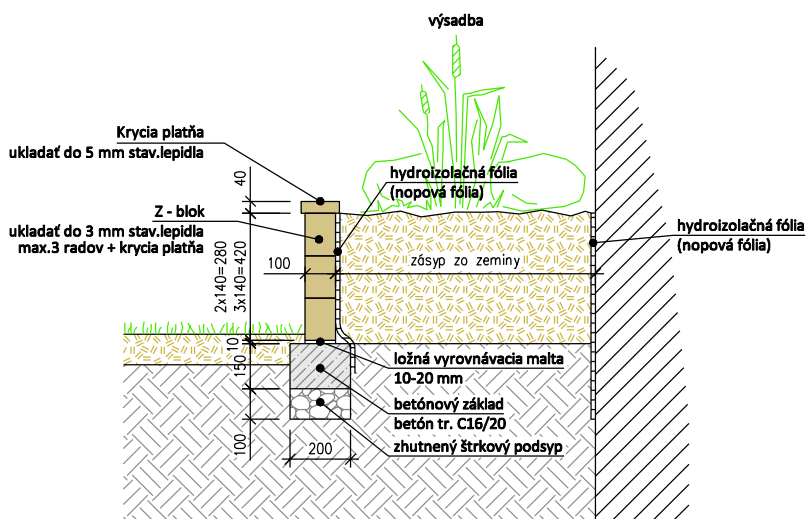 výsadba
Krycia platňa
ukladať do 5 mm stav.lepidla
Z - blok
ukladať do 3 mm stav.lepidla
max.3 radov + krycia platňa
hydroizolačná fólia
(nopová fólia)
hydroizolačná fólia
(nopová fólia)
40
100
zásyp zo zeminy
2x140=280
3x140=420
10
150
100
ložná vyrovnávacia malta
10-20 mm
betónový základ
betón tr. C16/20
zhutnený štrkový podsyp
200